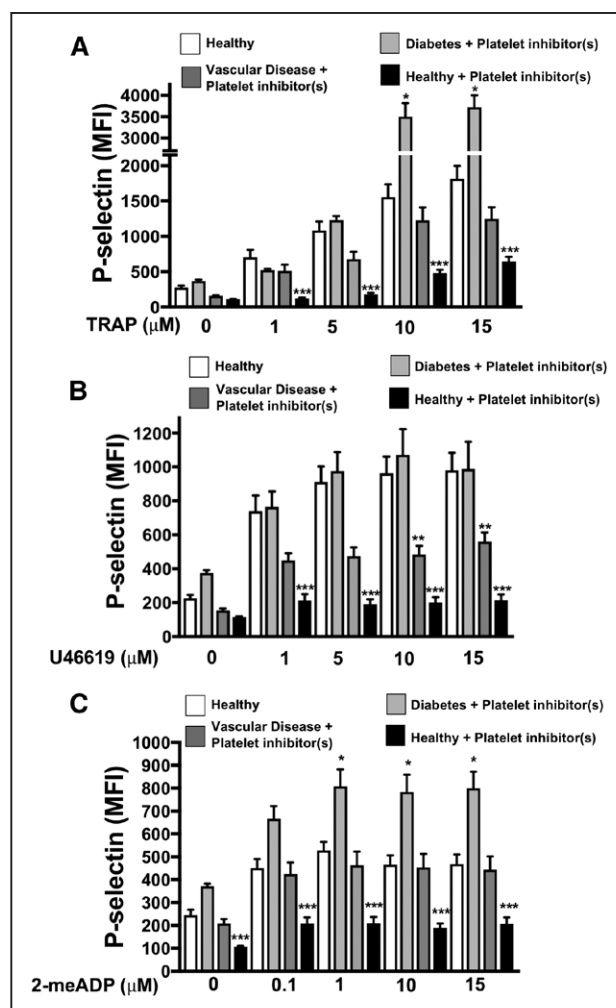 A
Healthy
Diabetes + Platelet inhibitor(s)
Vascular Disease +
Platelet inhibitor(s)
Healthy + Platelet inhibitor(s)
P-selectin (MFI)
4000
3500
3000
2000
1500
1000
500
0
* *
*** *** *** ***
TRAP (μM) 0 1 5 10 15
B
Healthy
Diabetes + Platelet inhibitor(s)
Vascular Disease +
Platelet inhibitor(s)
Healthy + Platelet inhibitor(s)
P-selectin (MFI)
1200
1000
800
600
400
200
0
** **
*** *** *** ***
U46619 (μM) 0 1 5 10 15
C
Healthy
Diabetes + Platelet inhibitor(s)
Vascular Disease +
Platelet inhibitor(s)
Healthy + Platelet inhibitor(s)
P-selectin (MFI)
1000
900
800
700
600
500
400
300
200
100
0
* * *
*** *** *** *** ***
2-meADP (μM) 0 0.1 1 10 15